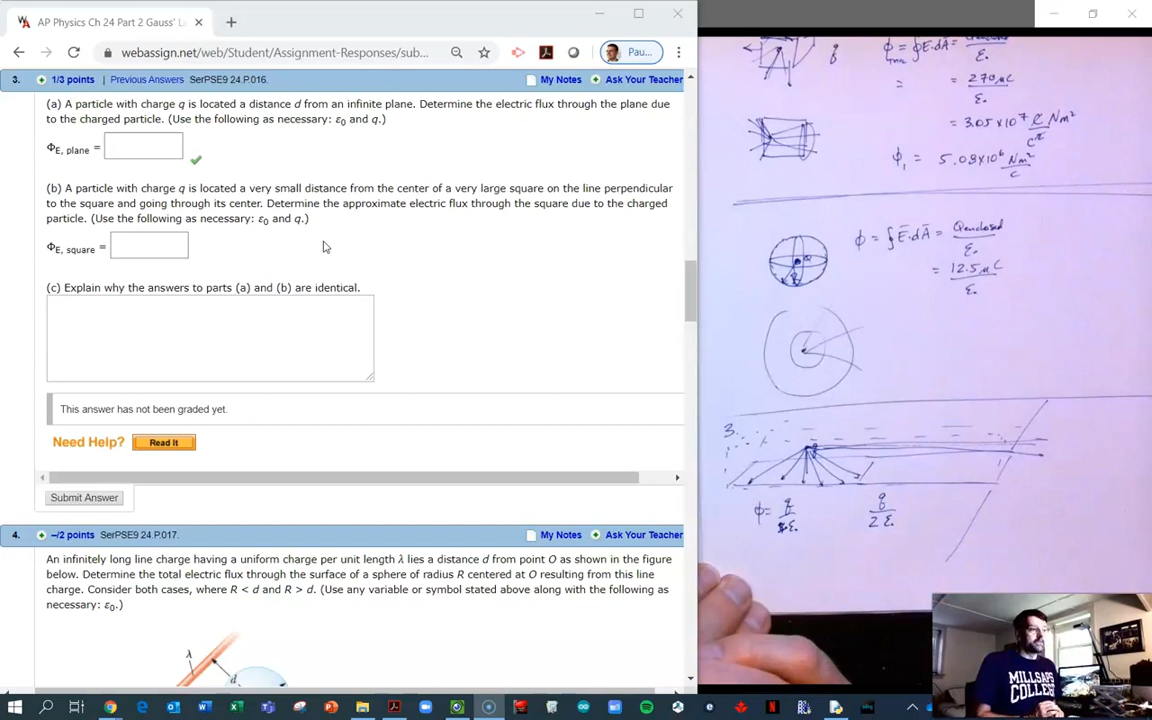 AP Physics Ch 24 Part 2 Gauss' La
webassign.net/web/Student/Assignment-Responses/sub...
Pau...
3.
1/3 points | Previous Answers SerPSE9 24.P.016.
My Notes
Ask Your Teacher
(a) A particle with charge q is located a distance d from an infinite plane. Determine the electric flux through the plane due
to the charged particle. (Use the following as necessary: ε0 and q.)
ΦE, plane =
(b) A particle with charge q is located a very small distance from the center of a very large square on the line perpendicular
to the square and going through its center. Determine the approximate electric flux through the square due to the charged
particle. (Use the following as necessary: ε0 and q.)
ΦE, square =
(c) Explain why the answers to parts (a) and (b) are identical.
This answer has not been graded yet.
Need Help? Read It
Submit Answer
4.
–/2 points SerPSE9 24.P.017.
My Notes
Ask Your Teacher
An infinitely long line charge having a uniform charge per unit length λ lies a distance d from point O as shown in the figure
below. Determine the total electric flux through the surface of a sphere of radius R centered at O resulting from this line
charge. Consider both cases, where R < d and R > d. (Use any variable or symbol stated above along with the following as
necessary: ε0.)
λ
d
= 270 μC
ε0
= 3.05×10^7 C Nm²
ϕ1 = 5.08×10^6 Nm²
C
ϕ = ∮E·dA = Qenclosed
ε0
= 12.5 μC
ε0
3.
q
2 ε0
MILLSAPS
COLLEGE